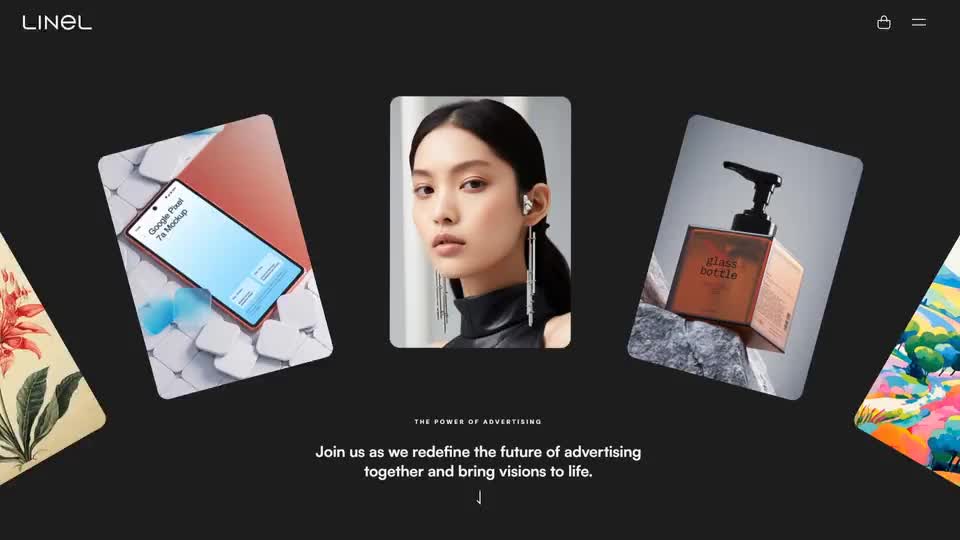 LINEL
Google Pixel
7a Mockup
glass
bottle
THE POWER OF ADVERTISING
Join us as we redefine the future of advertising
together and bring visions to life.